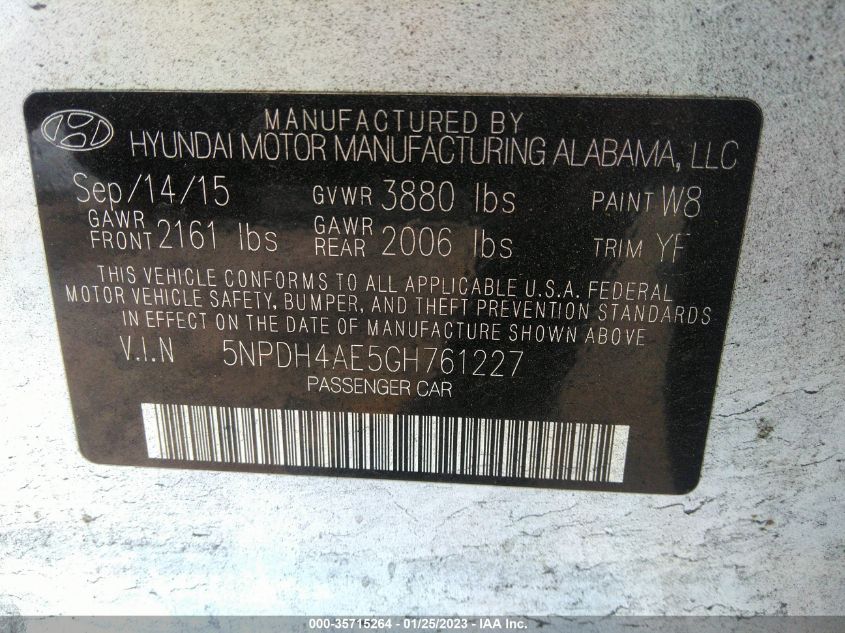 MANUFACTURED BY
HYUNDAI MOTOR MANUFACTURING ALABAMA, LLC
Sep/14/15 GVWR 3880 lbs PAINT W8
GAWR FRONT 2161 lbs GAWR REAR 2006 lbs TRIM YF
THIS VEHICLE CONFORMS TO ALL APPLICABLE U.S.A. FEDERAL
MOTOR VEHICLE SAFETY, BUMPER, AND THEFT PREVENTION STANDARDS
IN EFFECT ON THE DATE OF MANUFACTURE SHOWN ABOVE
V.I.N 5NPDH4AE5GH761227
PASSENGER CAR
000-35715264 - 01/25/2023 - IAA Inc.